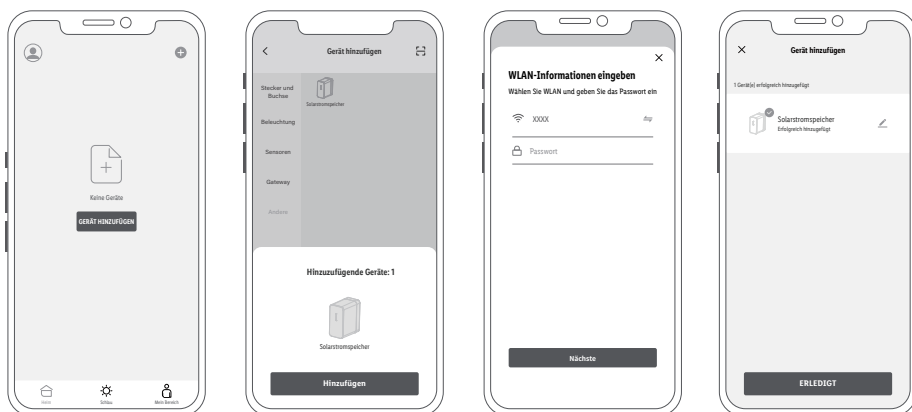 Keine Geräte
GERÄT HINZUFÜGEN
Schlau
Mein Bereich
Gerät hinzufügen
Stecker und
Buchse
Solarstromspeicher
Beleuchtung
Sensoren
Gateway
Andere
Hinzuzufügende Geräte: 1
Solarstromspeicher
Hinzufügen
WLAN-Informationen eingeben
Wählen Sie WLAN und geben Sie das Passwort ein
XXXX
Passwort
Nächste
Gerät hinzufügen
1 Gerät(e) erfolgreich hinzugefügt
Solarstromspeicher
Erfolgreich hinzugefügt
ERLEDIGT